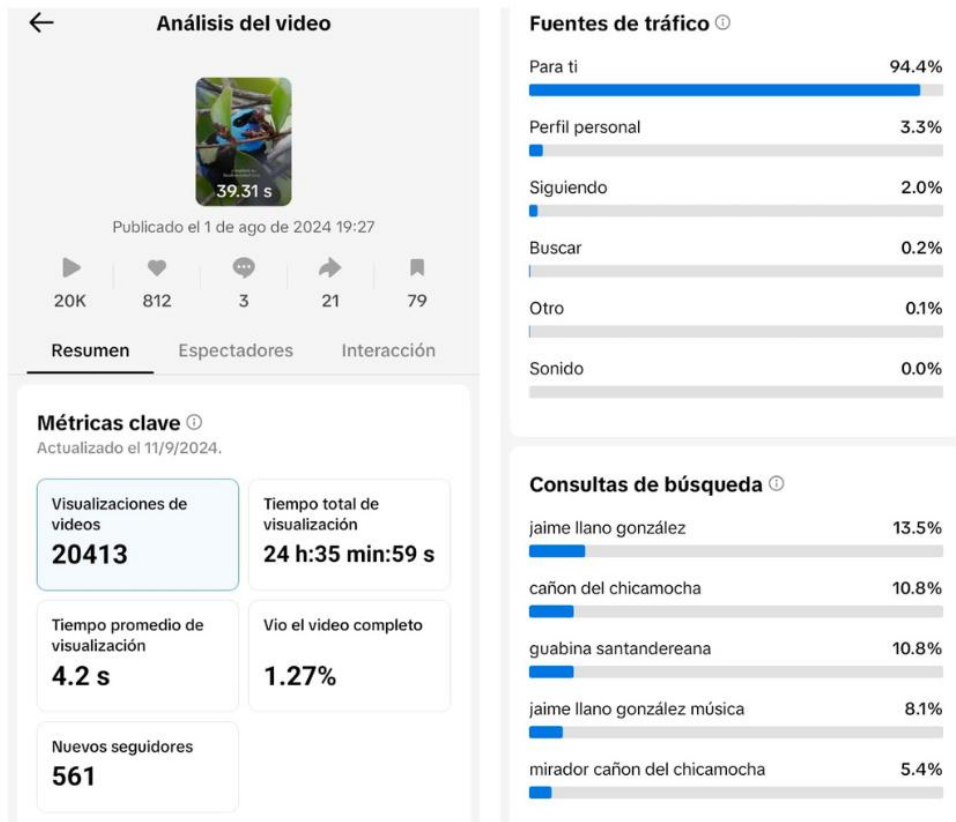 Análisis del video
39.31 s
Publicado el 1 de ago de 2024 19:27
20K 812 3 21 79
Resumen Espectadores Interacción
Métricas clave
Actualizado el 11/9/2024.
Visualizaciones de
videos
20413
Tiempo total de
visualización
24 h:35 min:59 s
Tiempo promedio de
visualización
4.2 s
Vio el video completo
1.27%
Nuevos seguidores
561
Fuentes de tráfico
Para ti 94.4%
Perfil personal 3.3%
Siguiendo 2.0%
Buscar 0.2%
Otro 0.1%
Sonido 0.0%
Consultas de búsqueda
jaime llano gonzález 13.5%
cañon del chicamocha 10.8%
guabina santandereana 10.8%
jaime llano gonzález música 8.1%
mirador cañon del chicamocha 5.4%